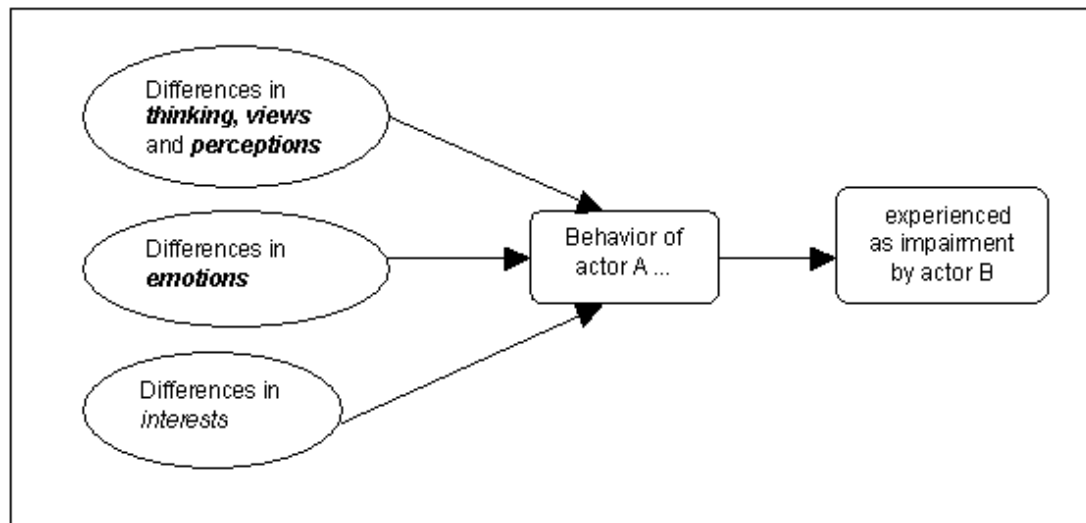 Differences in
thinking, views
and perceptions
Differences in
emotions
Differences in
interests
Behavior of
actor A ...
experienced
as impairment
by actor B